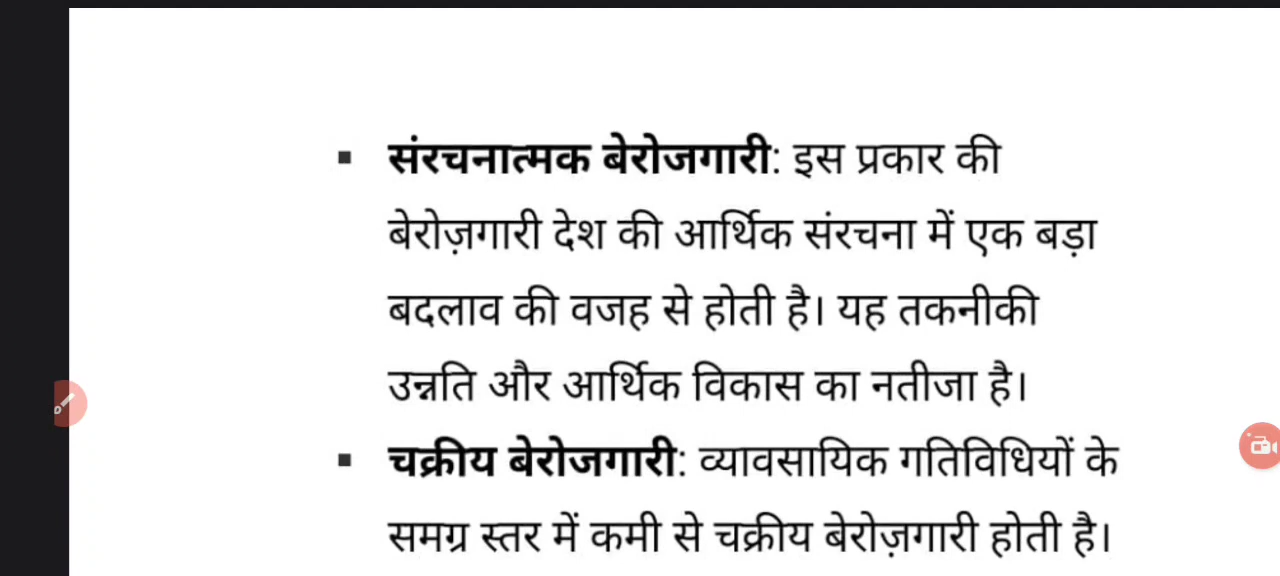 ▪ संरचनात्मक बेरोजगारी: इस प्रकार की
बेरोज़गारी देश की आर्थिक संरचना में एक बड़ा
बदलाव की वजह से होती है। यह तकनीकी
उन्नति और आर्थिक विकास का नतीजा है।
▪ चक्रीय बेरोजगारी: व्यावसायिक गतिविधियों के
समग्र स्तर में कमी से चक्रीय बेरोज़गारी होती है।